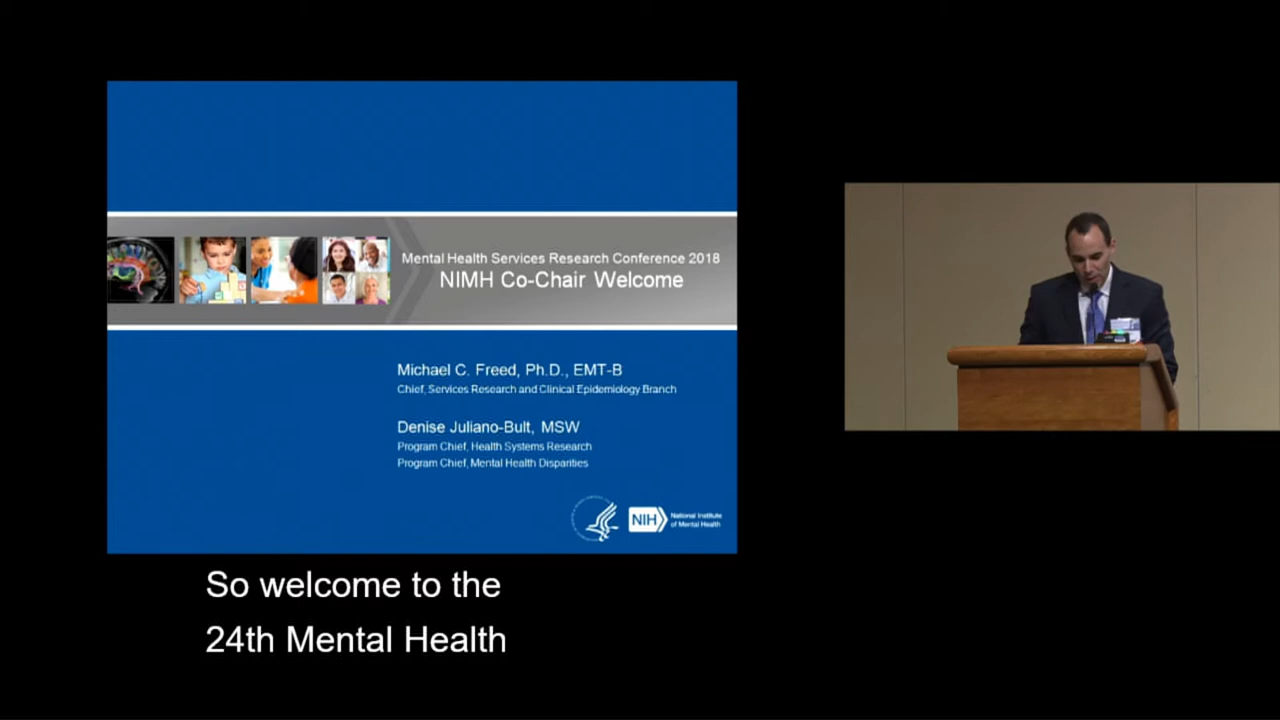 Mental Health Services Research Conference 2018
NIMH Co-Chair Welcome
Michael C. Freed, Ph.D., EMT-B
Chief, Services Research and Clinical Epidemiology Branch
Denise Juliano-Bult, MSW
Program Chief, Health Systems Research
Program Chief, Mental Health Disparities
NIH
National Institute
of Mental Health
So welcome to the
24th Mental Health